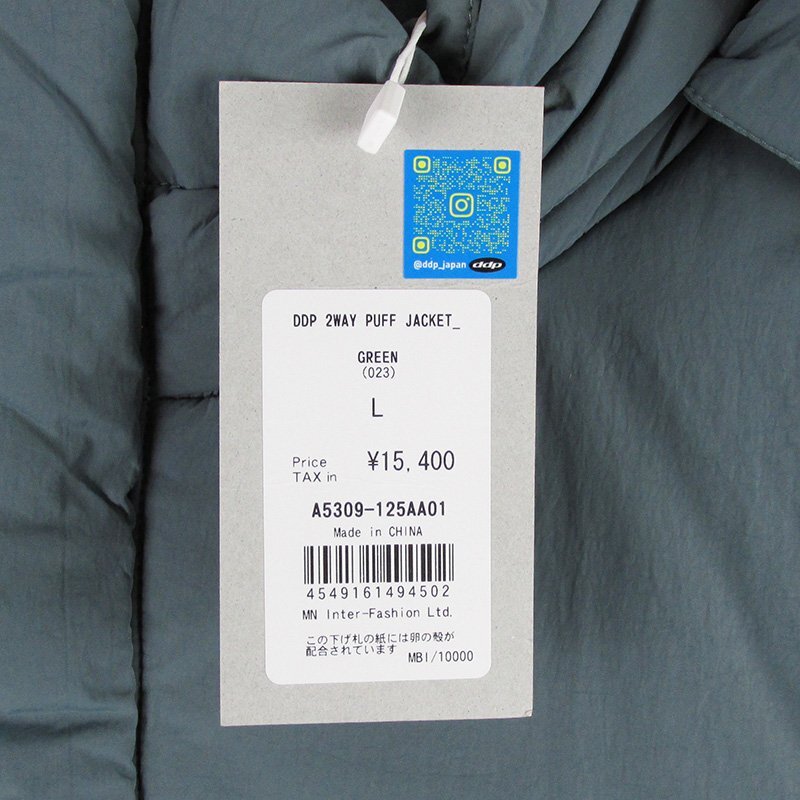 @ddp_japan ddp
DDP 2WAY PUFF JACKET_
GREEN
(023)
L
Price ¥15,400
TAX in
A5309-125AA01
Made in CHINA
4549161494502
MN Inter-Fashion Ltd.
この下げ札の紙には卵の殻が
配合されています
MBI/10000